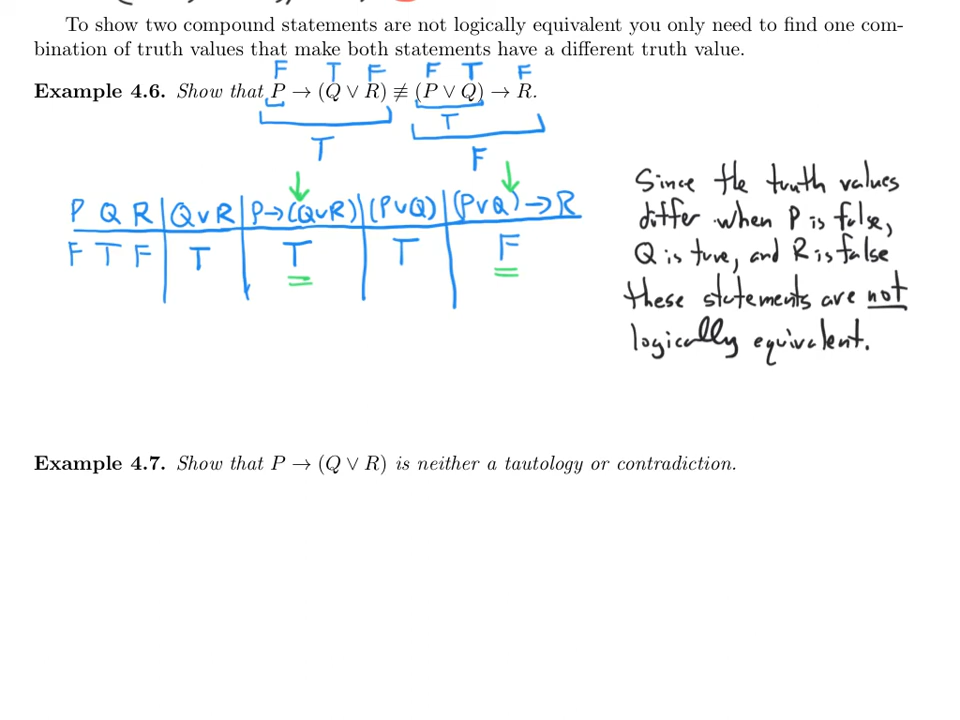 To show two compound statements are not logically equivalent you only need to find one com-
bination of truth values that make both statements have a different truth value.
F T F F T F
Example 4.6. Show that P → (Q ∨ R) ≢ (P ∨ Q) → R.
T
T
F
P Q R | Q∨R | P→(Q∨R) | (P∨Q) | (P∨Q)→R
F T F | T | T | T | F
Since the truth values
differ when P is false,
Q is ture, and R is false
these statements are not
logically equivalent.
Example 4.7. Show that P → (Q ∨ R) is neither a tautology or contradiction.